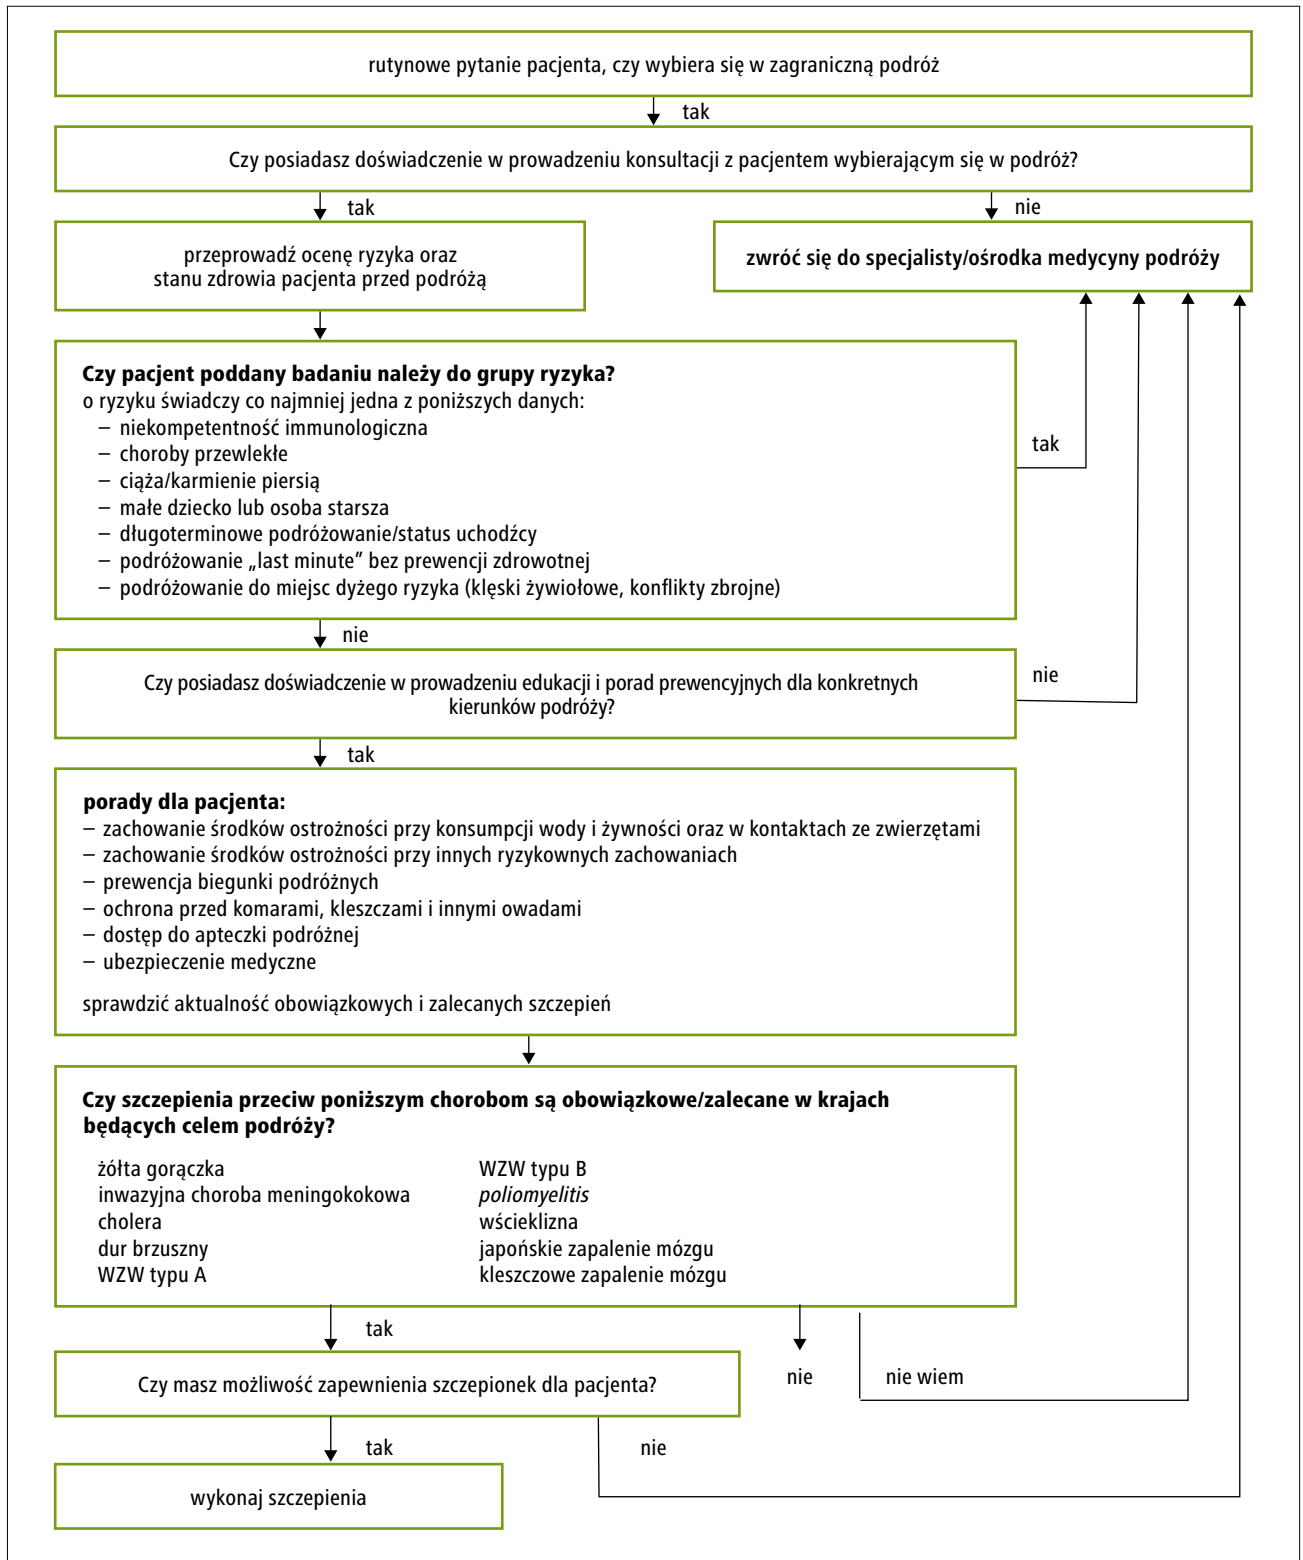 rutynowe pytanie pacjenta, czy wybiera się w zagraniczną podróż
tak
Czy posiadasz doświadczenie w prowadzeniu konsultacji z pacjentem wybierającym się w podróż?
tak
nie
przeprowadź ocenę ryzyka oraz
stanu zdrowia pacjenta przed podróżą
zwróć się do specjalisty/ośrodka medycyny podróży
Czy pacjent poddany badaniu należy do grupy ryzyka?
o ryzyku świadczy co najmniej jedna z poniższych danych:
– niekompetentność immunologiczna
– choroby przewlekłe
– ciąża/karmienie piersią
– małe dziecko lub osoba starsza
– długoterminowe podróżowanie/status uchodźcy
– podróżowanie „last minute” bez prewencji zdrowotnej
– podróżowanie do miejsc dyżego ryzyka (klęski żywiołowe, konflikty zbrojne)
tak
nie
Czy posiadasz doświadczenie w prowadzeniu edukacji i porad prewencyjnych dla konkretnych
kierunków podróży?
nie
tak
porady dla pacjenta:
– zachowanie środków ostrożności przy konsumpcji wody i żywności oraz w kontaktach ze zwierzętami
– zachowanie środków ostrożności przy innych ryzykownych zachowaniach
– prewencja biegunki podróżnych
– ochrona przed komarami, kleszczami i innymi owadami
– dostęp do apteczki podróżnej
– ubezpieczenie medyczne
sprawdzić aktualność obowiązkowych i zalecanych szczepień
Czy szczepienia przeciw poniższym chorobom są obowiązkowe/zalecane w krajach
będących celem podróży?
żółta gorączka
inwazyjna choroba meningokokowa
cholera
dur brzuszny
WZW typu A
WZW typu B
poliomyelitis
wścieklizna
japońskie zapalenie mózgu
kleszczowe zapalenie mózgu
tak
nie
nie wiem
Czy masz możliwość zapewnienia szczepionek dla pacjenta?
tak
nie
wykonaj szczepienia